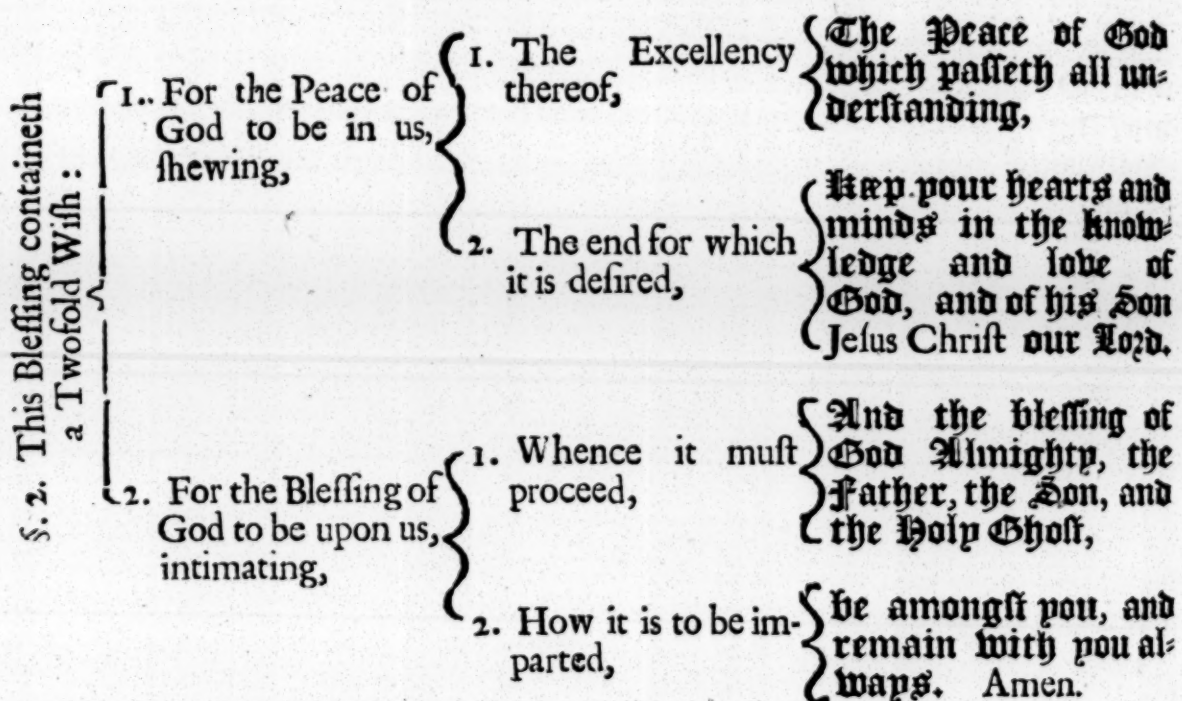 §. 2. This Bleſſing containeth
a Twofold Wiſh :
1.. For the Peace of
God to be in us,
ſhewing,
1. The Excellency
thereof,
The Peace of God
which paſſeth all un-
derſtanding,
2. The end for which
it is deſired,
Keep your hearts and
minds in the know-
ledge and love of
God, and of his Son
Jeſus Chriſt our Lord.
2. For the Bleſſing of
God to be upon us,
intimating,
1. Whence it muſt
proceed,
And the bleſſing of
God Almighty, the
Father, the Son, and
the Holy Ghoſt,
2. How it is to be im-
parted,
be amongſt you, and
remain with you al-
ways. Amen.